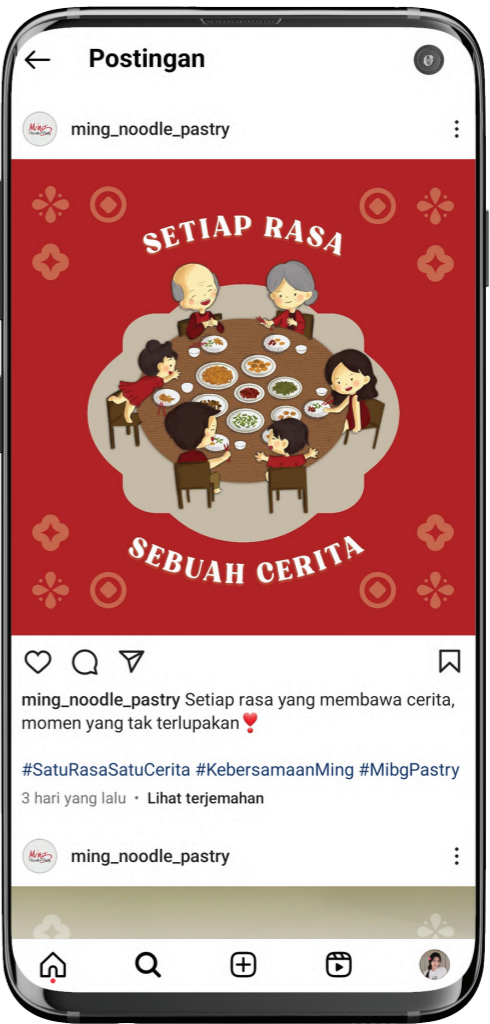 Postingan
ming_noodle_pastry
SETIAP RASA
SEBUAH CERITA
ming_noodle_pastry Setiap rasa yang membawa cerita,
momen yang tak terlupakan
#SatuRasaSatuCerita #KebersamaanMing #MibgPastry
3 hari yang lalu • Lihat terjemahan
ming_noodle_pastry